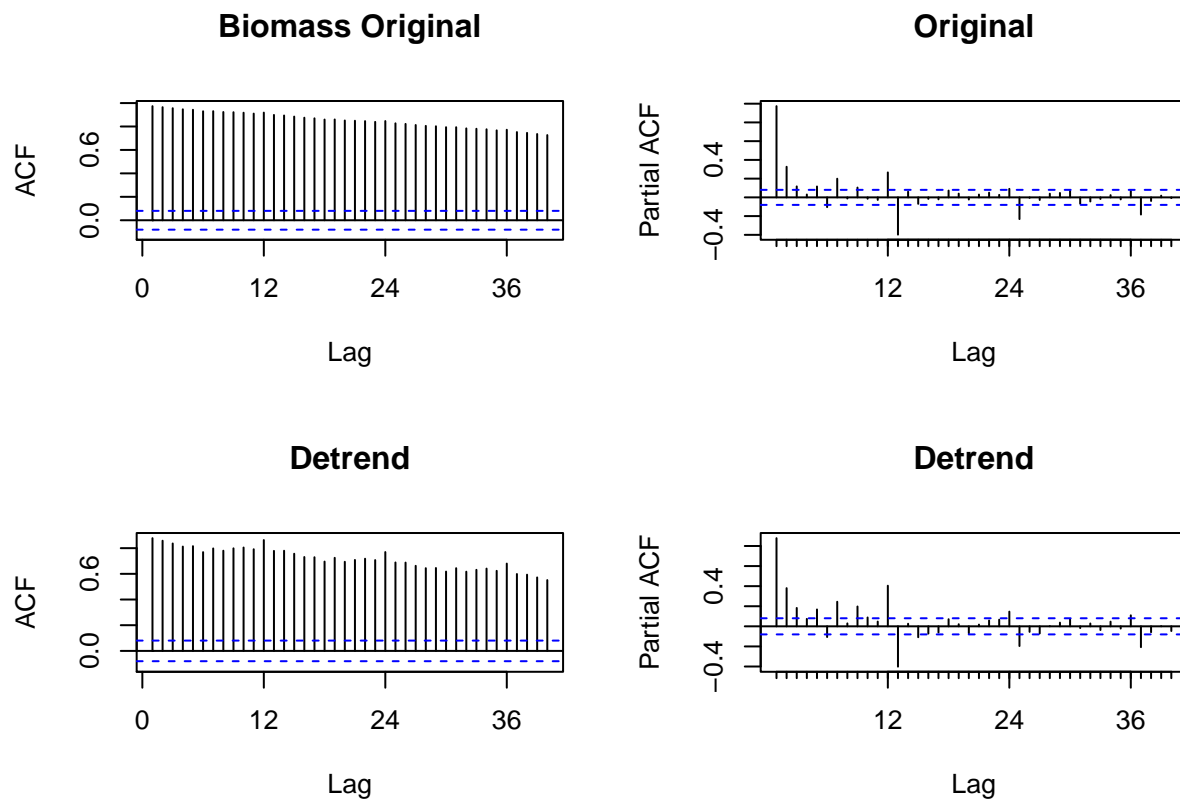 Biomass Original
ACF
0.6
0.0
0 12 24 36
Lag
Original
Partial ACF
0.4
−0.4
12 24 36
Lag
Detrend
ACF
0.6
0.0
0 12 24 36
Lag
Detrend
Partial ACF
0.4
−0.4
12 24 36
Lag